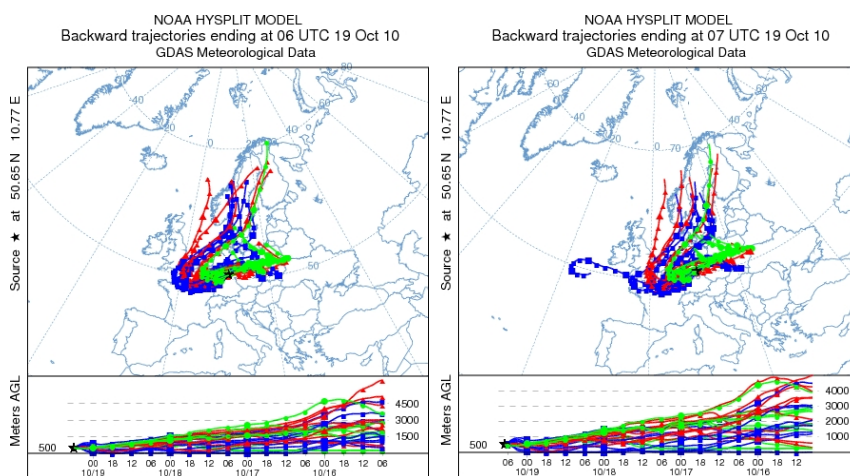 NOAA HYSPLIT MODEL
Backward trajectories ending at 06 UTC 19 Oct 10
GDAS Meteorological Data
Source ★ at 50.65 N 10.77 E
40
20
0
40
60
80
50
Meters AGL
500
4500
3000
1500
00 18 12 06 00 18 12 06 00 18 12 06 00 18 12 06
10/19 10/18 10/17 10/16
NOAA HYSPLIT MODEL
Backward trajectories ending at 07 UTC 19 Oct 10
GDAS Meteorological Data
Source ★ at 50.65 N 10.77 E
40
20
0
70
40
60
80
50
Meters AGL
500
4000
3000
2000
1000
06 00 18 12 06 00 18 12 06 00 18 12 06 00 18 12
10/19 10/18 10/17 10/16